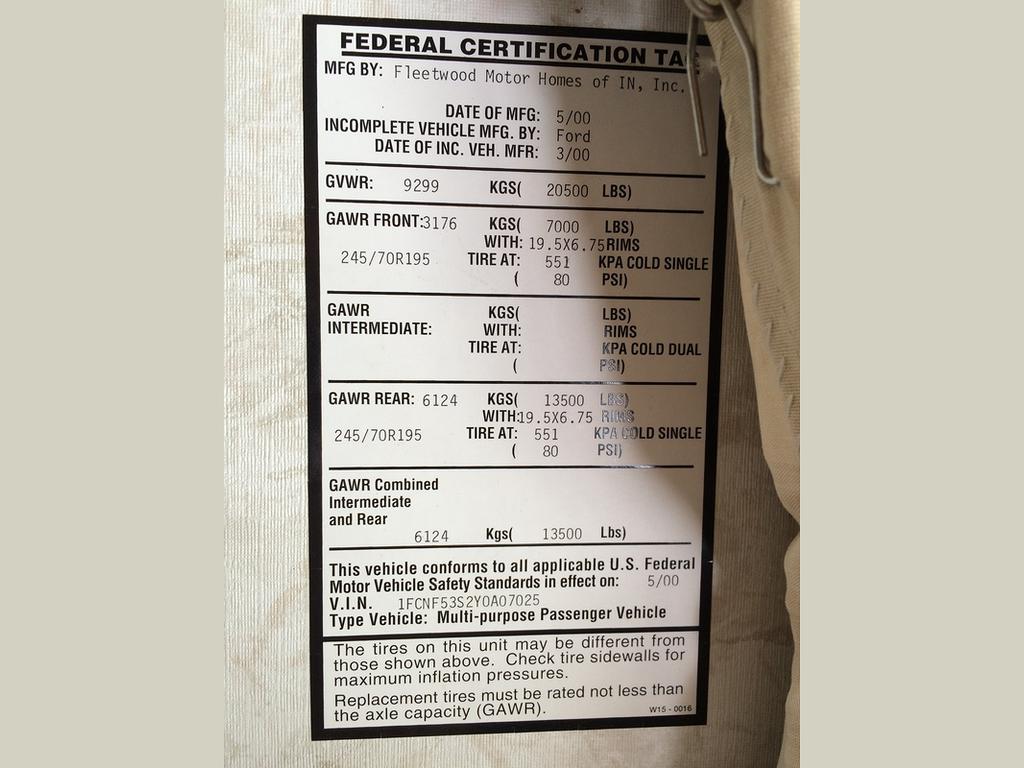 FEDERAL CERTIFICATION TAG
MFG BY: Fleetwood Motor Homes of IN, Inc.
DATE OF MFG: 5/00
INCOMPLETE VEHICLE MFG. BY: Ford
DATE OF INC. VEH. MFR: 3/00
GVWR: 9299 KGS( 20500 LBS)
GAWR FRONT:3176 KGS( 7000 LBS)
WITH: 19.5X6.75 RIMS
245/70R195 TIRE AT: 551 KPA COLD SINGLE
( 80 PSI)
GAWR KGS( LBS)
INTERMEDIATE: WITH: RIMS
TIRE AT: KPA COLD DUAL
( PSI)
GAWR REAR: 6124 KGS( 13500 LBS)
WITH:19.5X6.75 RIMS
245/70R195 TIRE AT: 551 KPA COLD SINGLE
( 80 PSI)
GAWR Combined
Intermediate
and Rear
6124 Kgs( 13500 Lbs)
This vehicle conforms to all applicable U.S. Federal
Motor Vehicle Safety Standards in effect on: 5/00
V.I.N. 1FCNF53S2Y0A07025
Type Vehicle: Multi-purpose Passenger Vehicle
The tires on this unit may be different from
those shown above. Check tire sidewalls for
maximum inflation pressures.
Replacement tires must be rated not less than
the axle capacity (GAWR).
W15 - 0016